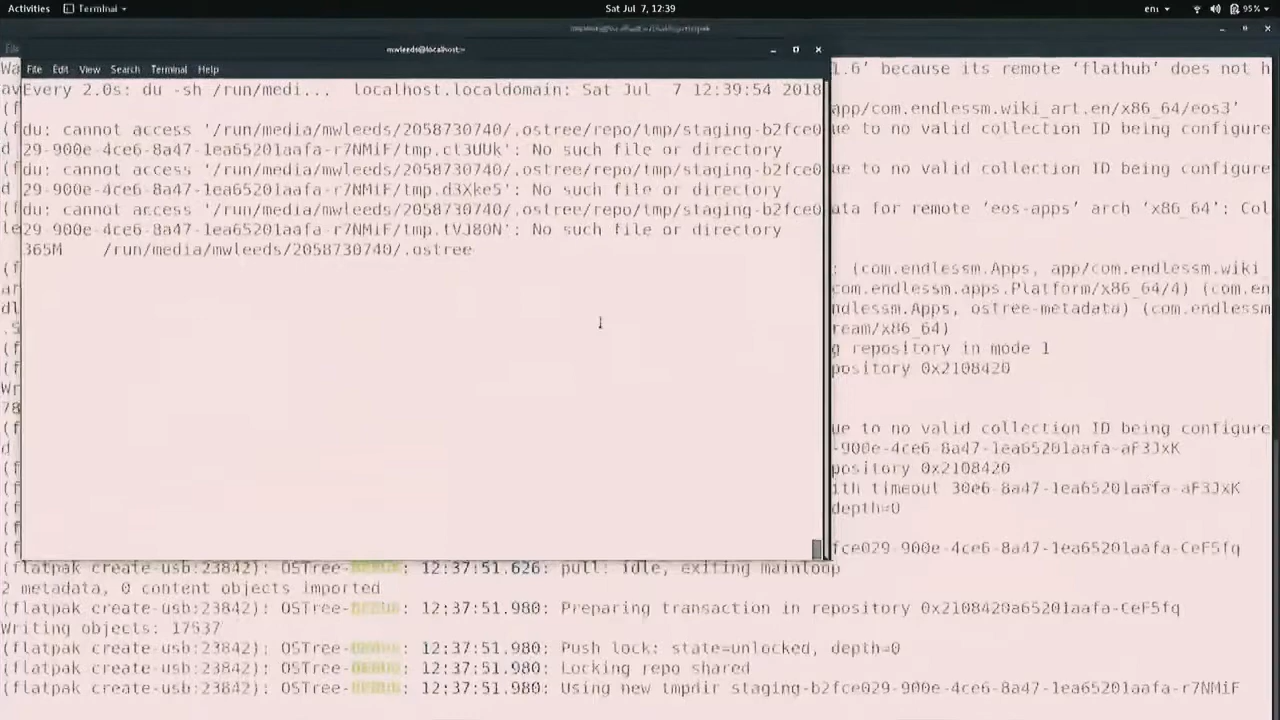 Activities Terminal Sat Jul 7, 12:39 en 95%
mwleeds@localhost:~
File Edit View Search Terminal Help
Every 2.0s: du -sh /run/medi... localhost.localdomain: Sat Jul 7 12:39:54 2018
du: cannot access '/run/media/mwleeds/2058730740/.ostree/repo/tmp/staging-b2fce0
29-900e-4ce6-8a47-1ea65201aafa-r7NMiF/tmp.ct3UUk': No such file or directory
du: cannot access '/run/media/mwleeds/2058730740/.ostree/repo/tmp/staging-b2fce0
29-900e-4ce6-8a47-1ea65201aafa-r7NMiF/tmp.d3Xke5': No such file or directory
du: cannot access '/run/media/mwleeds/2058730740/.ostree/repo/tmp/staging-b2fce0
29-900e-4ce6-8a47-1ea65201aafa-r7NMiF/tmp.tVJ80N': No such file or directory
365M /run/media/mwleeds/2058730740/.ostree
1.6’ because its remote ‘flathub’ does not h
app/com.endlessm.wiki_art.en/x86_64/eos3’
ue to no valid collection ID being configure
ue to no valid collection ID being configure
ata for remote ‘eos-apps’ arch ‘x86_64’: Col
: (com.endlessm.Apps, app/com.endlessm.wiki
com.endlessm.apps.Platform/x86_64/4) (com.en
ndlessm.Apps, ostree-metadata) (com.endlessm
ream/x86_64)
g repository in mode 1
pository 0x2108420
ue to no valid collection ID being configure
-900e-4ce6-8a47-1ea65201aafa-aF3JxK
pository 0x2108420
ith timeout 30e6-8a47-1ea65201aafa-aF3JxK
depth=0
fce029-900e-4ce6-8a47-1ea65201aafa-CeF5fq
(flatpak create-usb:23842): OSTree-DEBUG: 12:37:51.626: pull: idle, exiting mainloop
2 metadata, 0 content objects imported
(flatpak create-usb:23842): OSTree-DEBUG: 12:37:51.980: Preparing transaction in repository 0x2108420a65201aafa-CeF5fq
Writing objects: 17537
(flatpak create-usb:23842): OSTree-DEBUG: 12:37:51.980: Push lock: state=unlocked, depth=0
(flatpak create-usb:23842): OSTree-DEBUG: 12:37:51.980: Locking repo shared
(flatpak create-usb:23842): OSTree-DEBUG: 12:37:51.980: Using new tmpdir staging-b2fce029-900e-4ce6-8a47-1ea65201aafa-r7NMiF